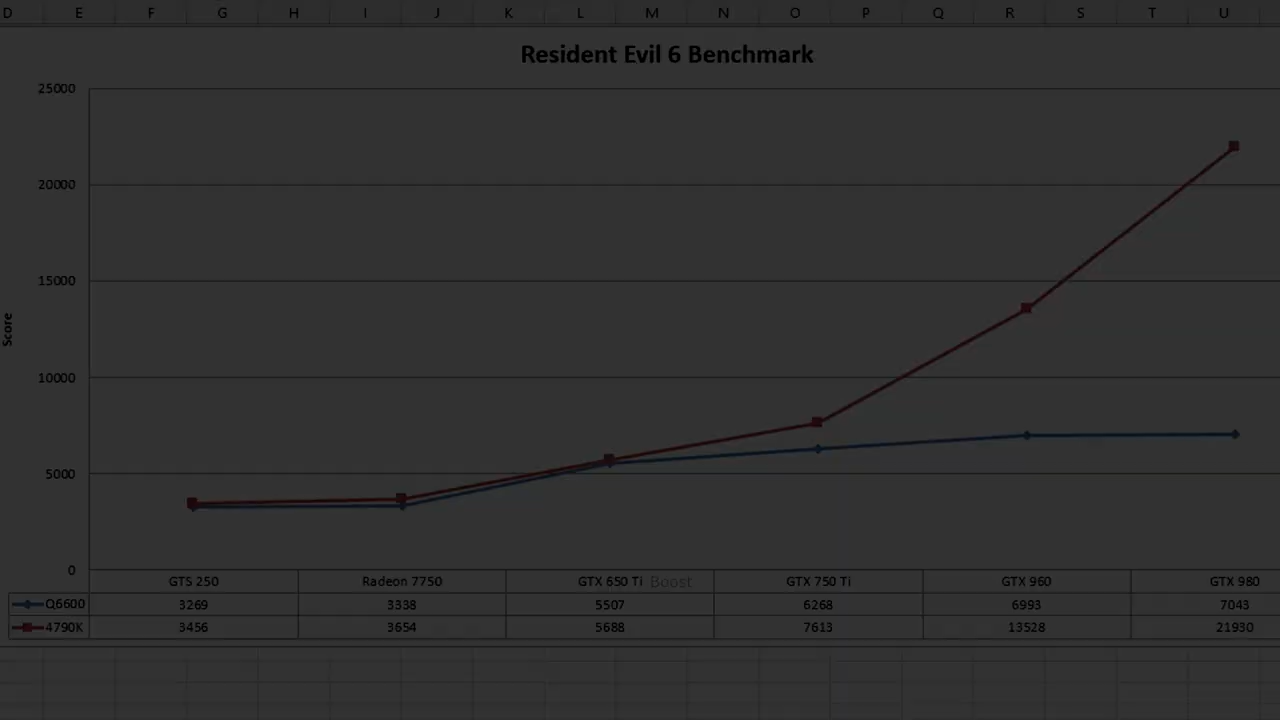 D E F G H I J K L M N O P Q R S T U
Resident Evil 6 Benchmark
25000
20000
15000
10000
5000
0
Score
GTS 250 Radeon 7750 GTX 650 Ti Boost GTX 750 Ti GTX 960 GTX 980
Q6600 3269 3338 5507 6268 6993 7043
4790K 3456 3654 5688 7613 13528 21930